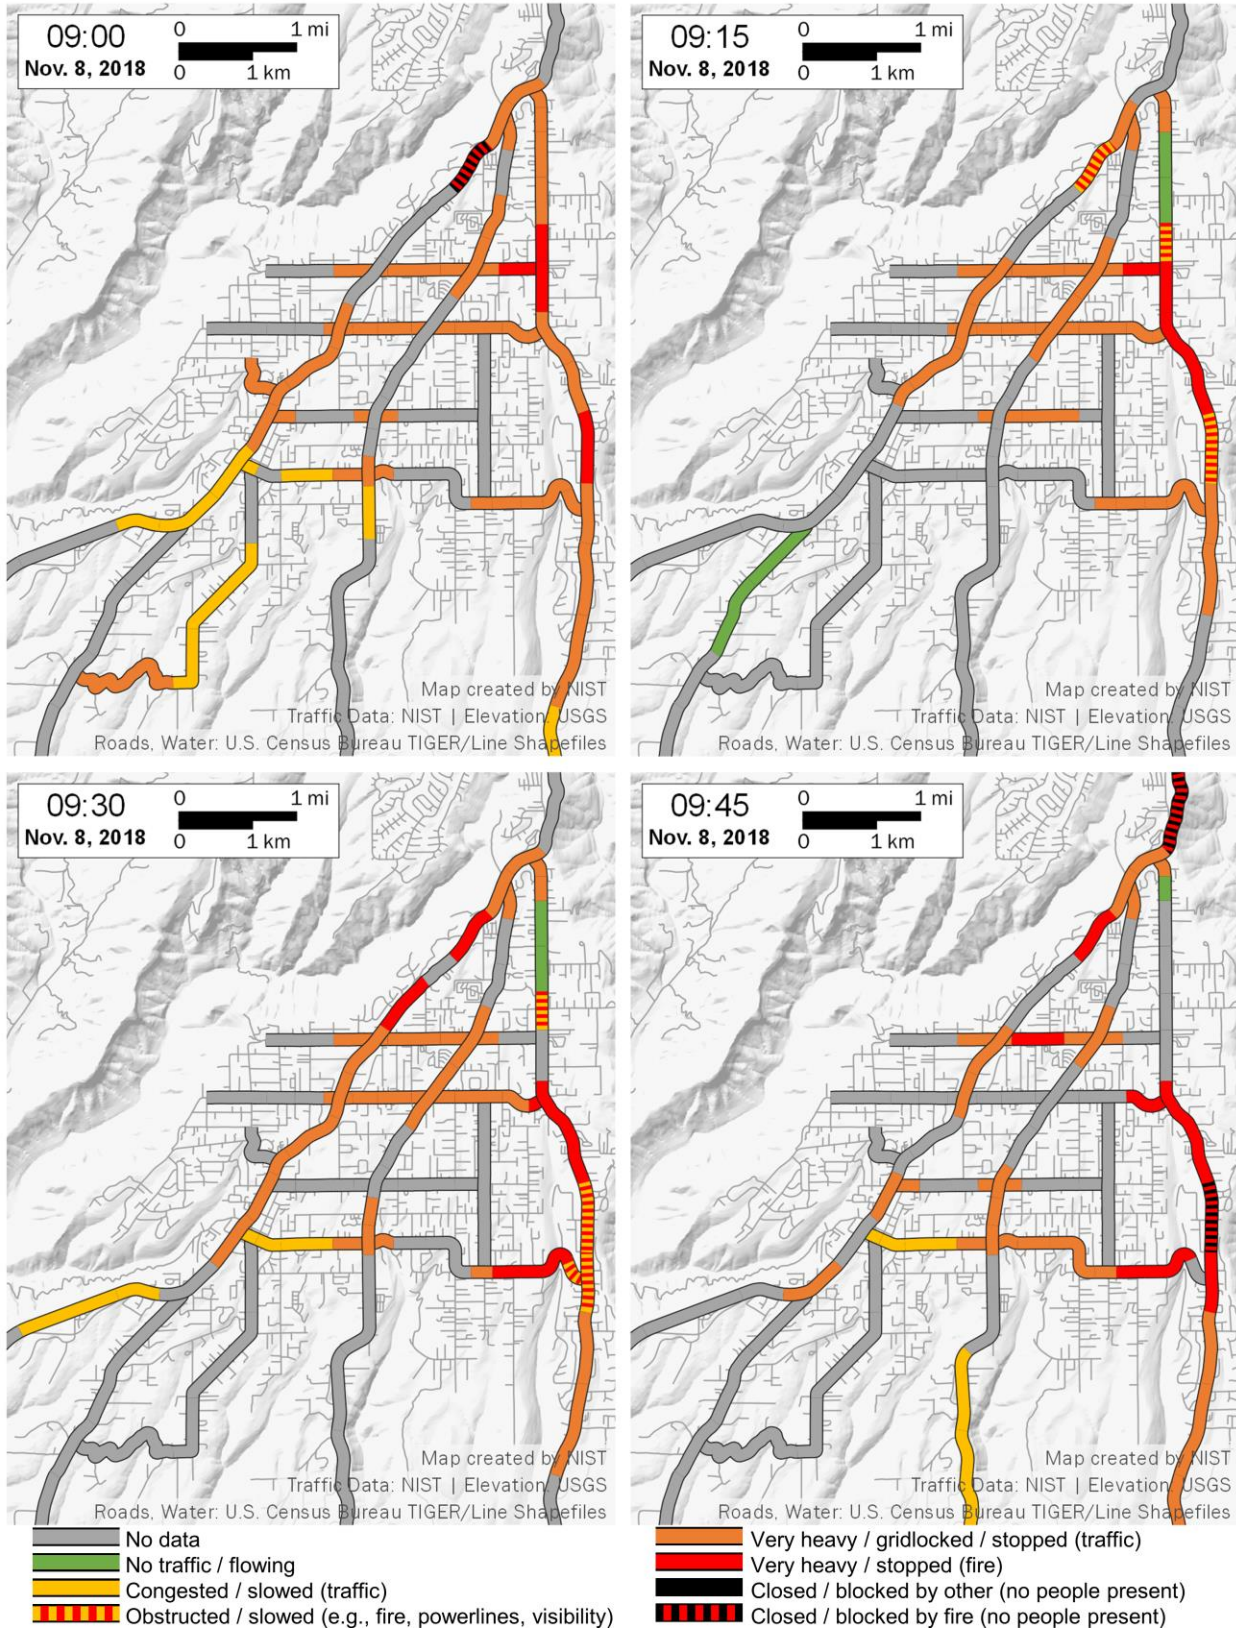 09:00
Nov. 8, 2018
0 1 mi
0 1 km
Map created by NIST
Traffic Data: NIST | Elevation: USGS
Roads, Water: U.S. Census Bureau TIGER/Line Shapefiles
09:15
Nov. 8, 2018
0 1 mi
0 1 km
Map created by NIST
Traffic Data: NIST | Elevation: USGS
Roads, Water: U.S. Census Bureau TIGER/Line Shapefiles
09:30
Nov. 8, 2018
0 1 mi
0 1 km
Map created by NIST
Traffic Data: NIST | Elevation: USGS
Roads, Water: U.S. Census Bureau TIGER/Line Shapefiles
09:45
Nov. 8, 2018
0 1 mi
0 1 km
Map created by NIST
Traffic Data: NIST | Elevation: USGS
Roads, Water: U.S. Census Bureau TIGER/Line Shapefiles
No data
No traffic / flowing
Congested / slowed (traffic)
Obstructed / slowed (e.g., fire, powerlines, visibility)
Very heavy / gridlocked / stopped (traffic)
Very heavy / stopped (fire)
Closed / blocked by other (no people present)
Closed / blocked by fire (no people present)